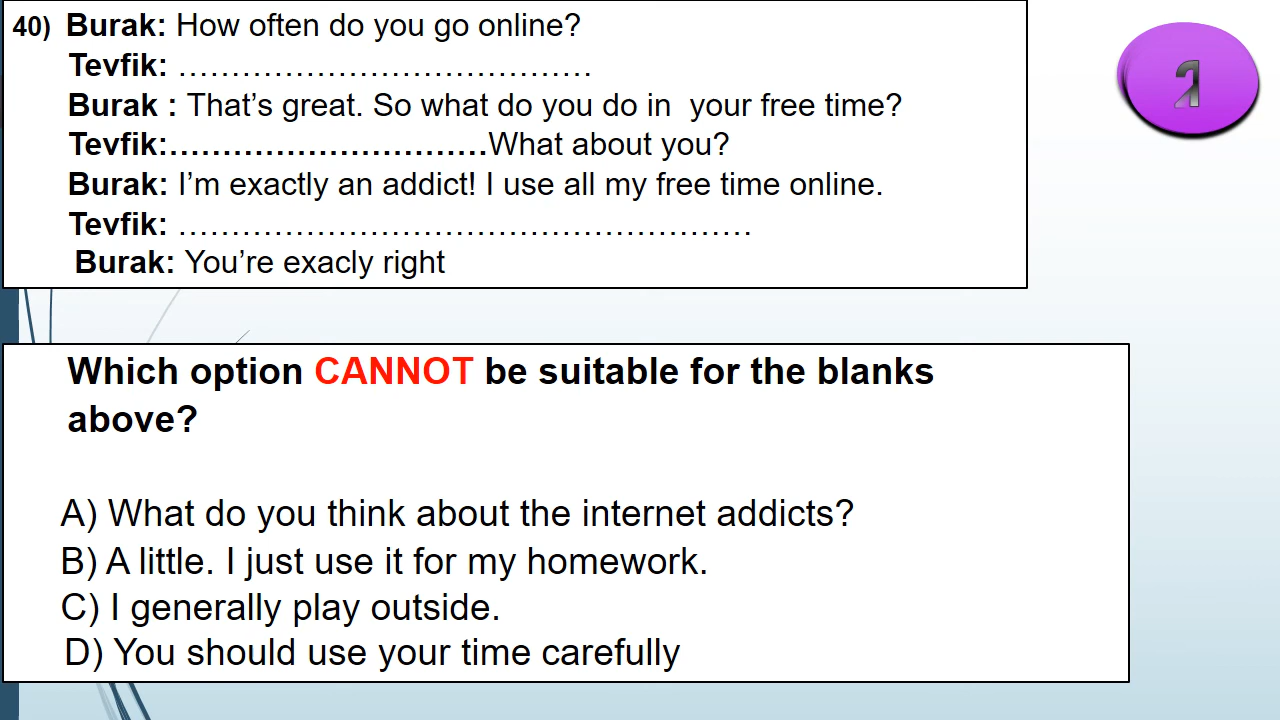 40) Burak: How often do you go online?
Tevfik: …………………………………
Burak : That’s great. So what do you do in  your free time?
Tevfik:…………………………What about you?
Burak: I’m exactly an addict! I use all my free time online.
Tevfik: ………………………………………………
Burak: You’re exacly right
Which option CANNOT be suitable for the blanks
above?
A) What do you think about the internet addicts?
B) A little. I just use it for my homework.
C) I generally play outside.
D) You should use your time carefully